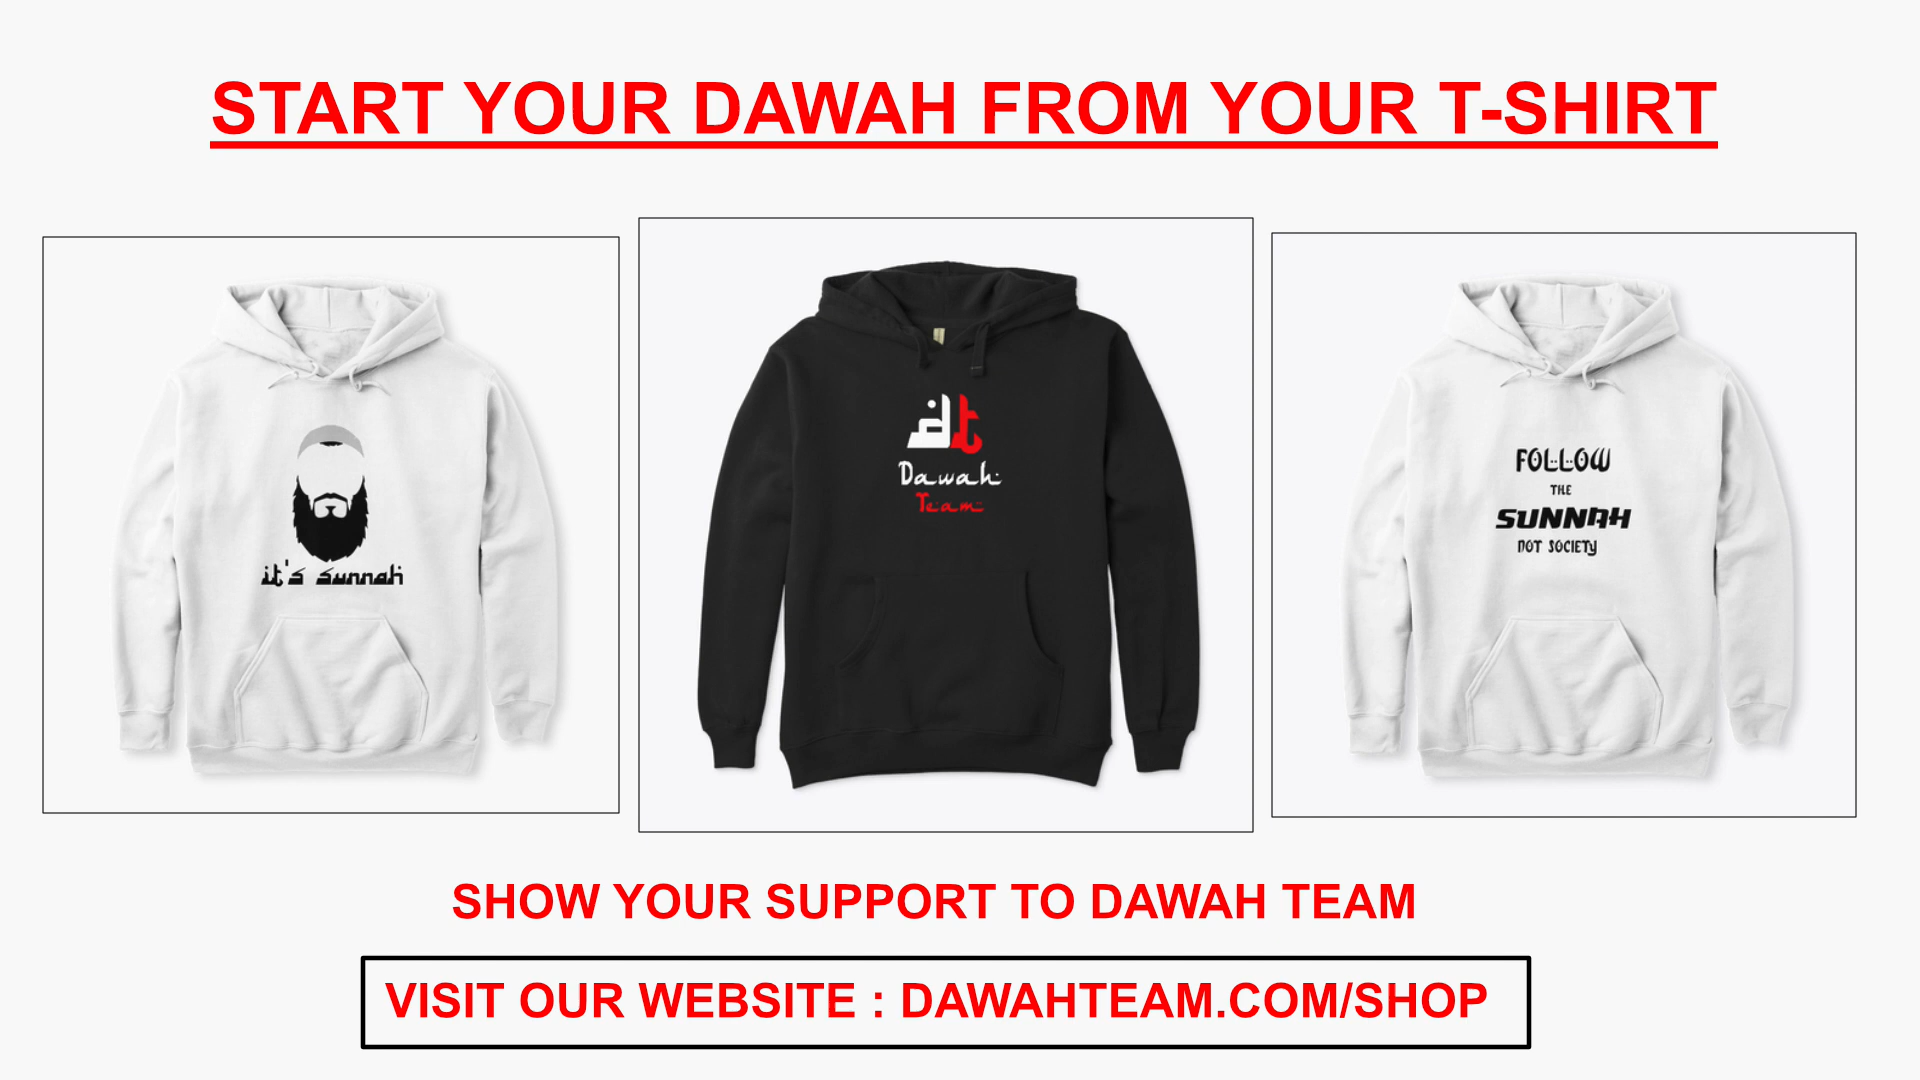 START YOUR DAWAH FROM YOUR T-SHIRT
it's sunnah
dt
Dawah
Team
FOLLOW
THE
SUNNAH
NOT SOCIETY
SHOW YOUR SUPPORT TO DAWAH TEAM
VISIT OUR WEBSITE : DAWAHTEAM.COM/SHOP